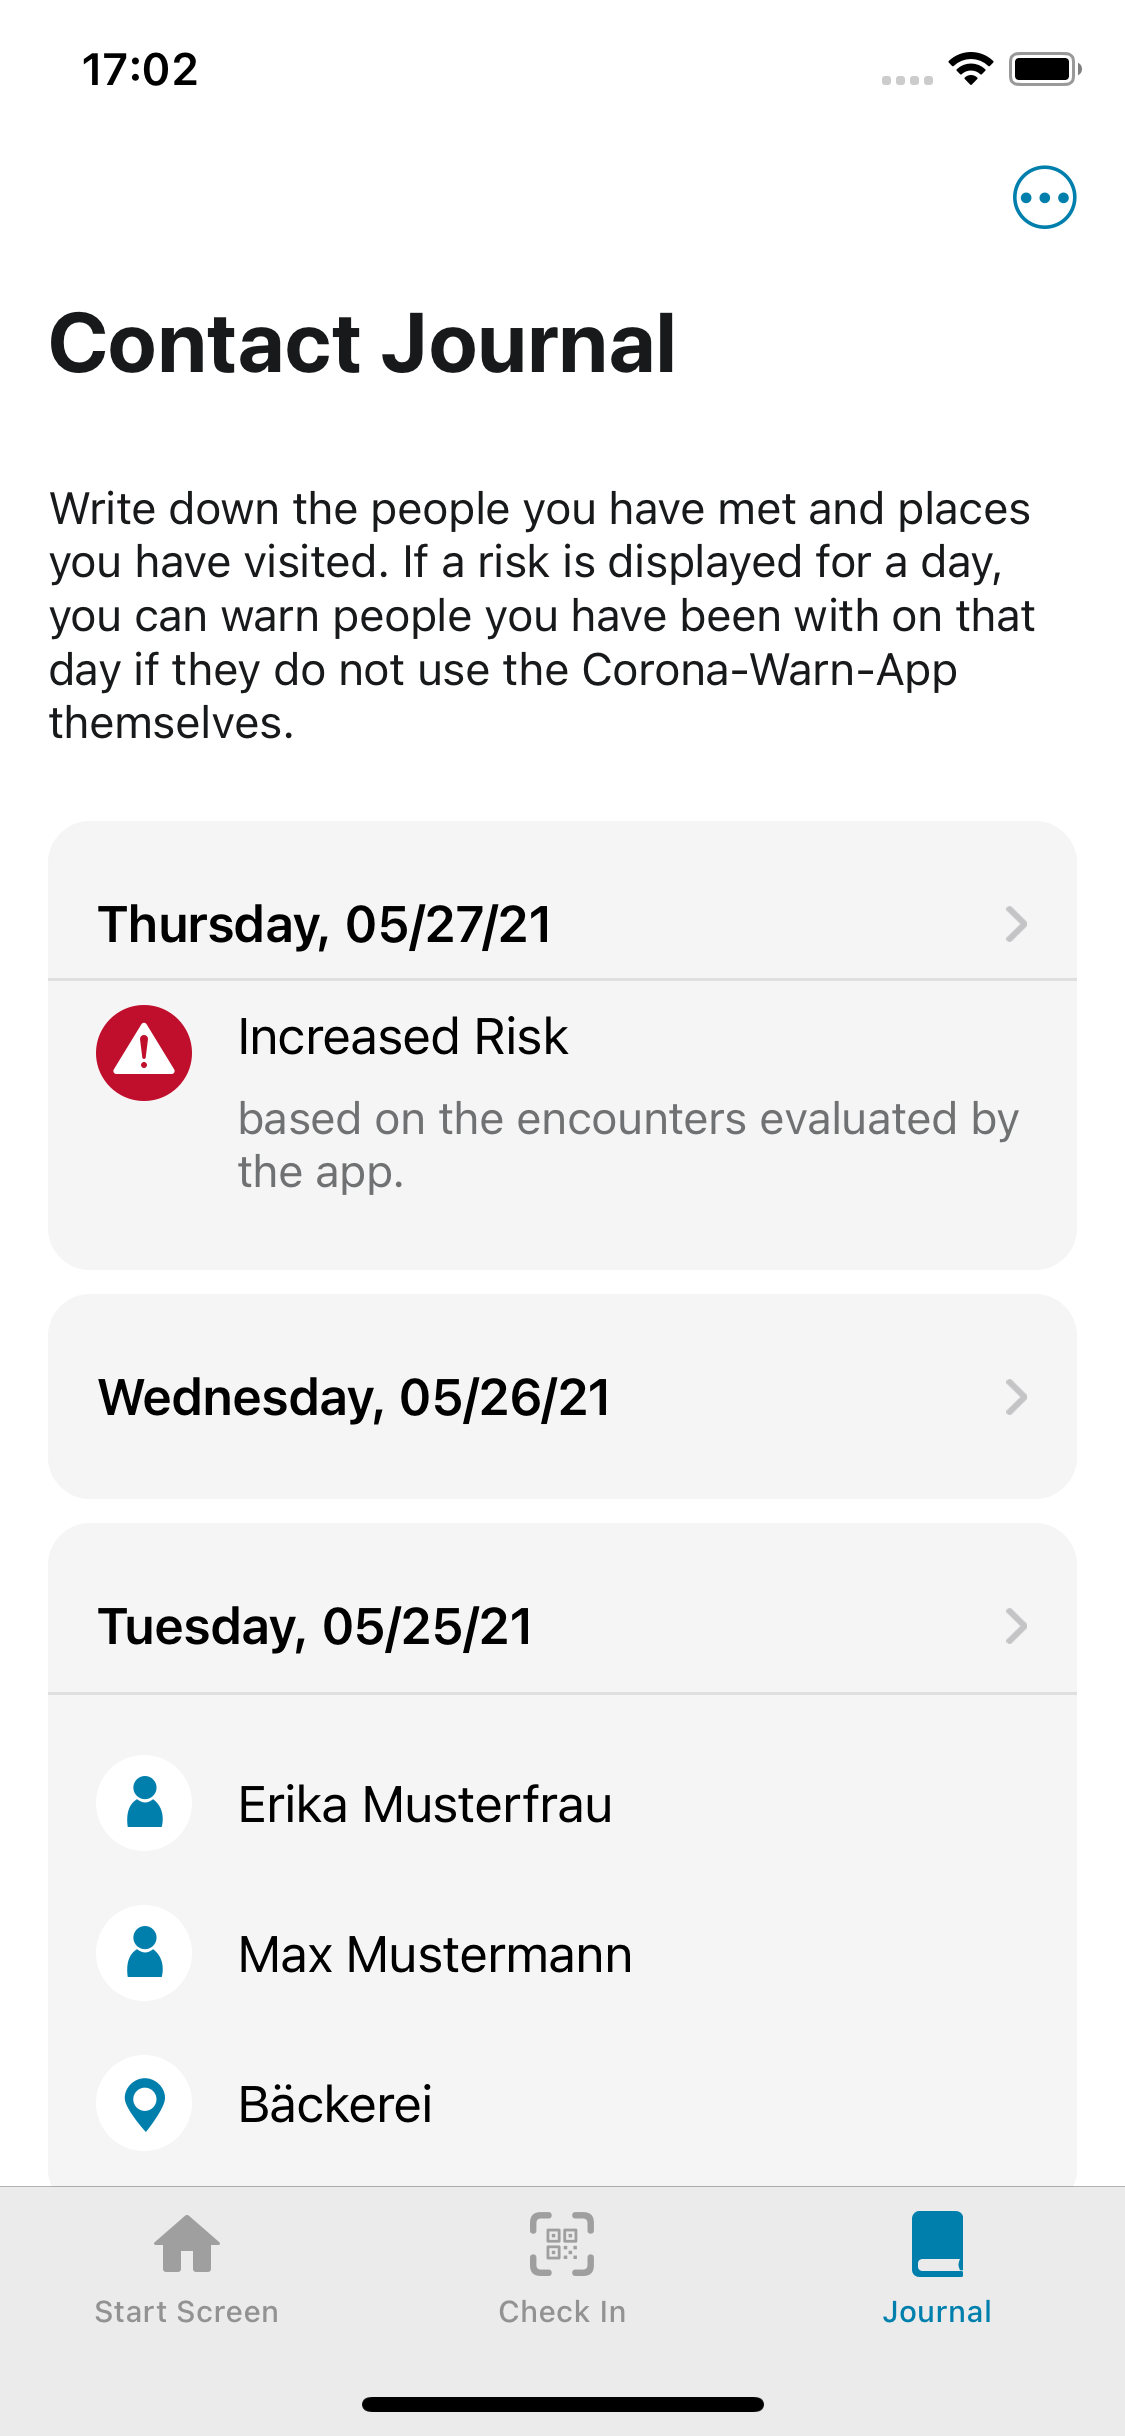 17:02
Contact Journal
Write down the people you have met and places
you have visited. If a risk is displayed for a day,
you can warn people you have been with on that
day if they do not use the Corona-Warn-App
themselves.
Thursday, 05/27/21
Increased Risk
based on the encounters evaluated by
the app.
Wednesday, 05/26/21
Tuesday, 05/25/21
Erika Musterfrau
Max Mustermann
Bäckerei
Start Screen
Check In
Journal